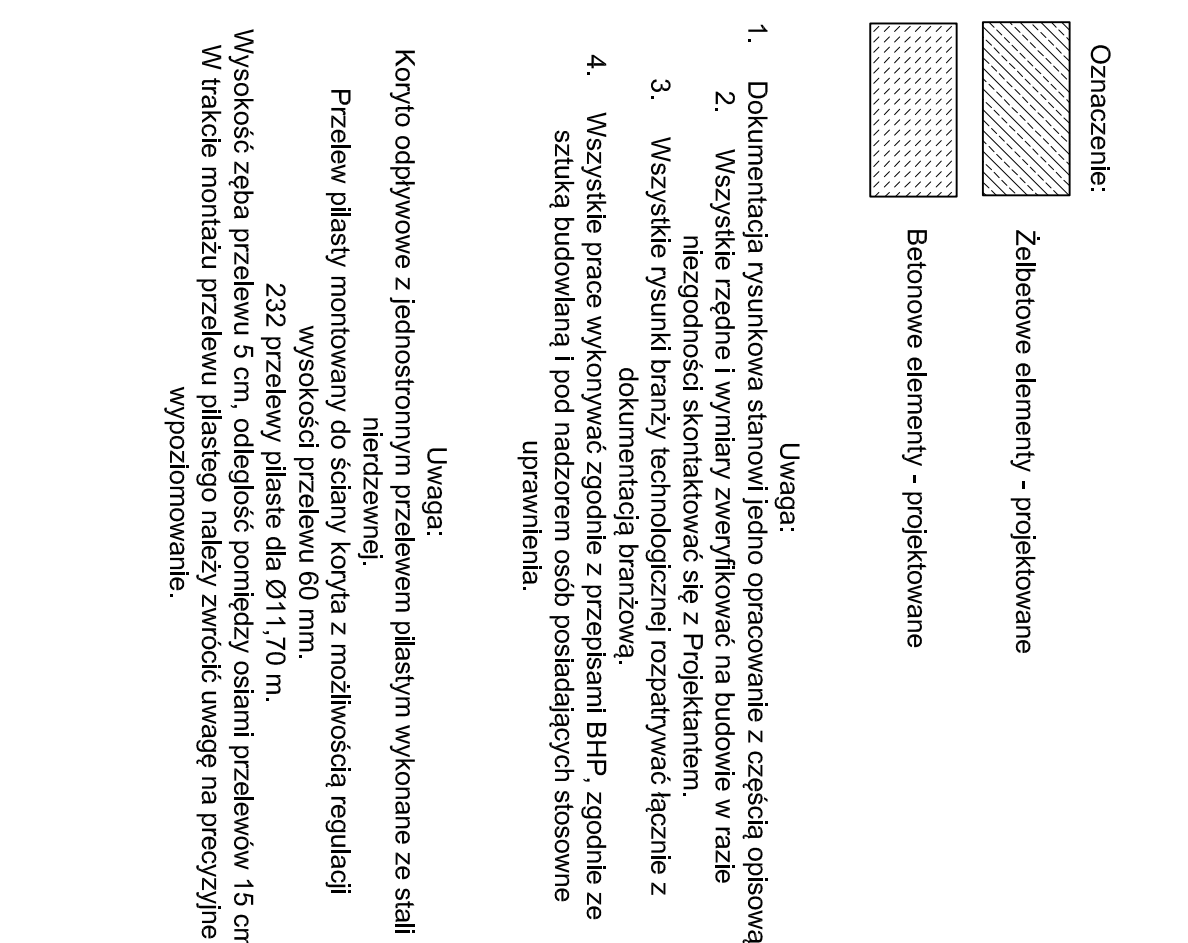 Oznaczenie:
Żelbetowe elementy - projektowane
Betonowe elementy - projektowane
Uwaga:
1. Dokumentacja rysunkowa stanowi jedno opracowanie z częścią opisową
2. Wszystkie rzędne i wymiary zweryfikować na budowie w razie
niezgodności skontaktować się z Projektantem.
3. Wszystkie rysunki branży technologicznej rozpatrywać łącznie z
dokumentacją branżową.
4. Wszystkie prace wykonywać zgodnie z przepisami BHP, zgodnie ze
sztuką budowlaną i pod nadzorem osób posiadających stosowne
uprawnienia.
Uwaga:
Koryto odpływowe z jednostronnym przelewem pilastym wykonane ze stali
nierdzewnej.
Przelew pilasty montowany do ściany koryta z możliwością regulacji
wysokości przelewu 60 mm.
232 przelewy pilaste dla Ø11,70 m.
Wysokość zęba przelewu 5 cm, odległość pomiędzy osiami przelewów 15 cm
W trakcie montażu przelewu pilastego należy zwrócić uwagę na precyzyjne
wypoziomowanie.